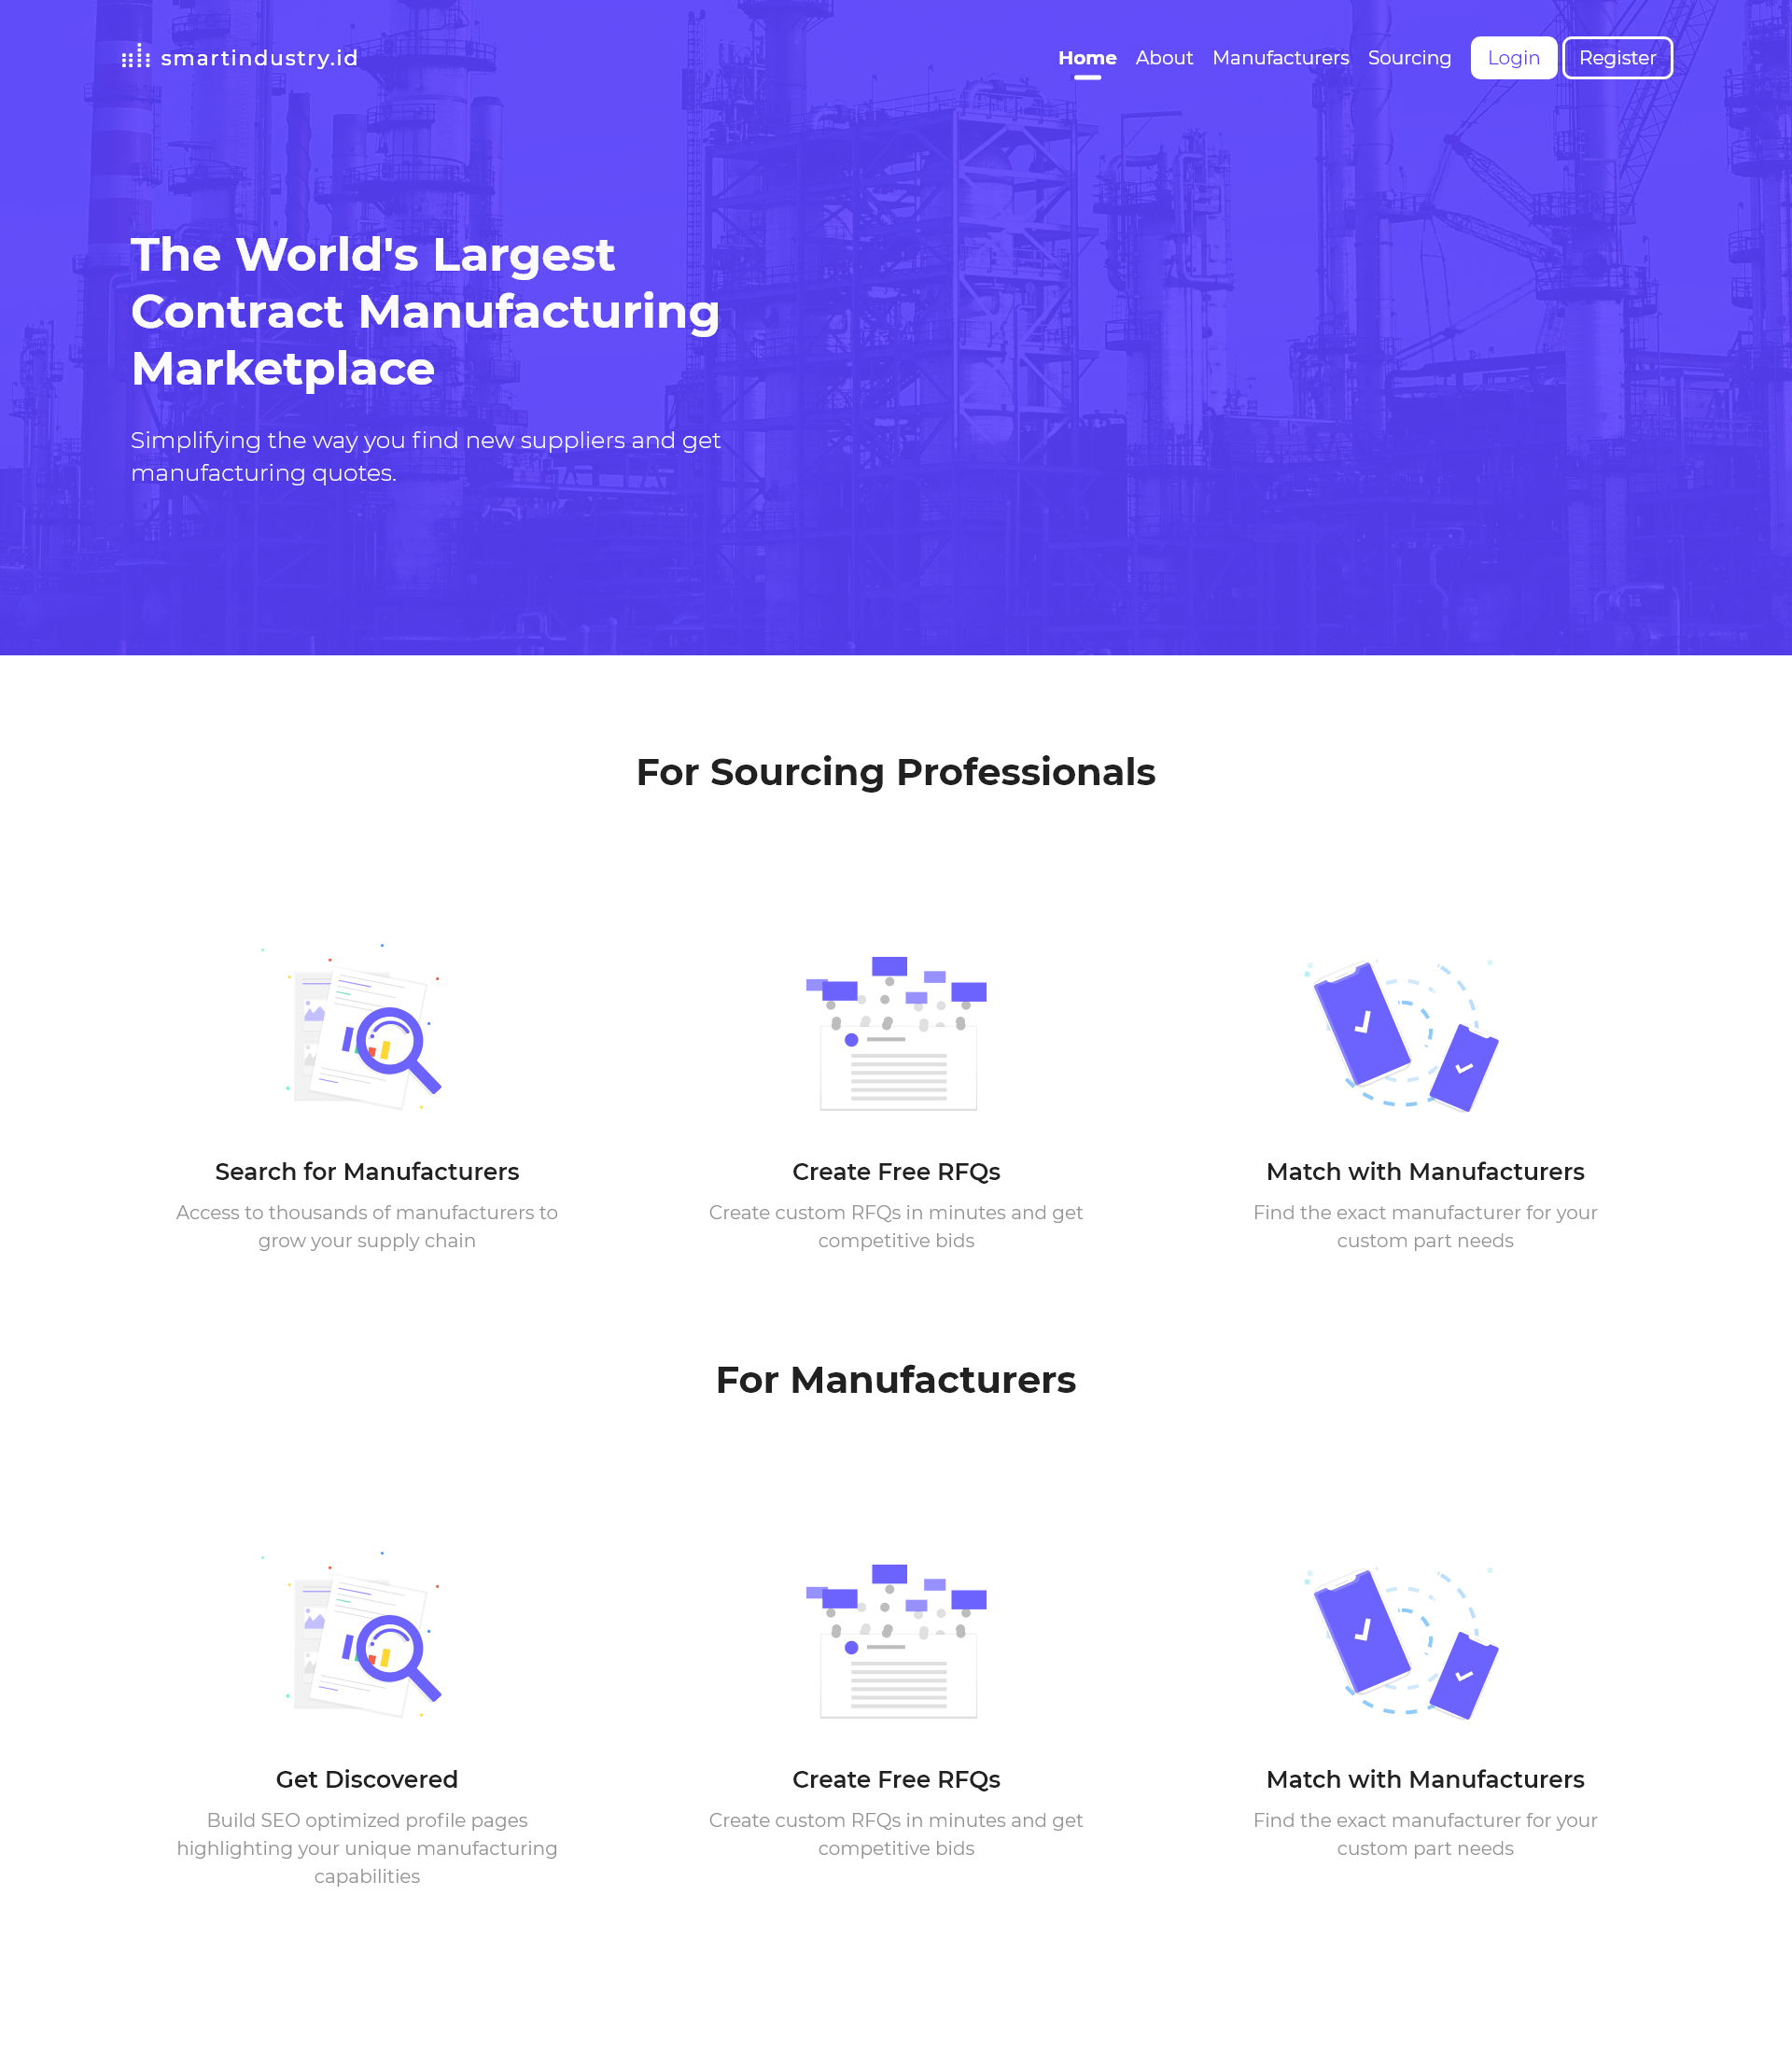 smartindustry.id
Home About Manufacturers Sourcing Login Register
The World's Largest
Contract Manufacturing
Marketplace
Simplifying the way you find new suppliers and get
manufacturing quotes.
For Sourcing Professionals
Search for Manufacturers
Access to thousands of manufacturers to
grow your supply chain
Create Free RFQs
Create custom RFQs in minutes and get
competitive bids
Match with Manufacturers
Find the exact manufacturer for your
custom part needs
For Manufacturers
Get Discovered
Build SEO optimized profile pages
highlighting your unique manufacturing
capabilities
Create Free RFQs
Create custom RFQs in minutes and get
competitive bids
Match with Manufacturers
Find the exact manufacturer for your
custom part needs